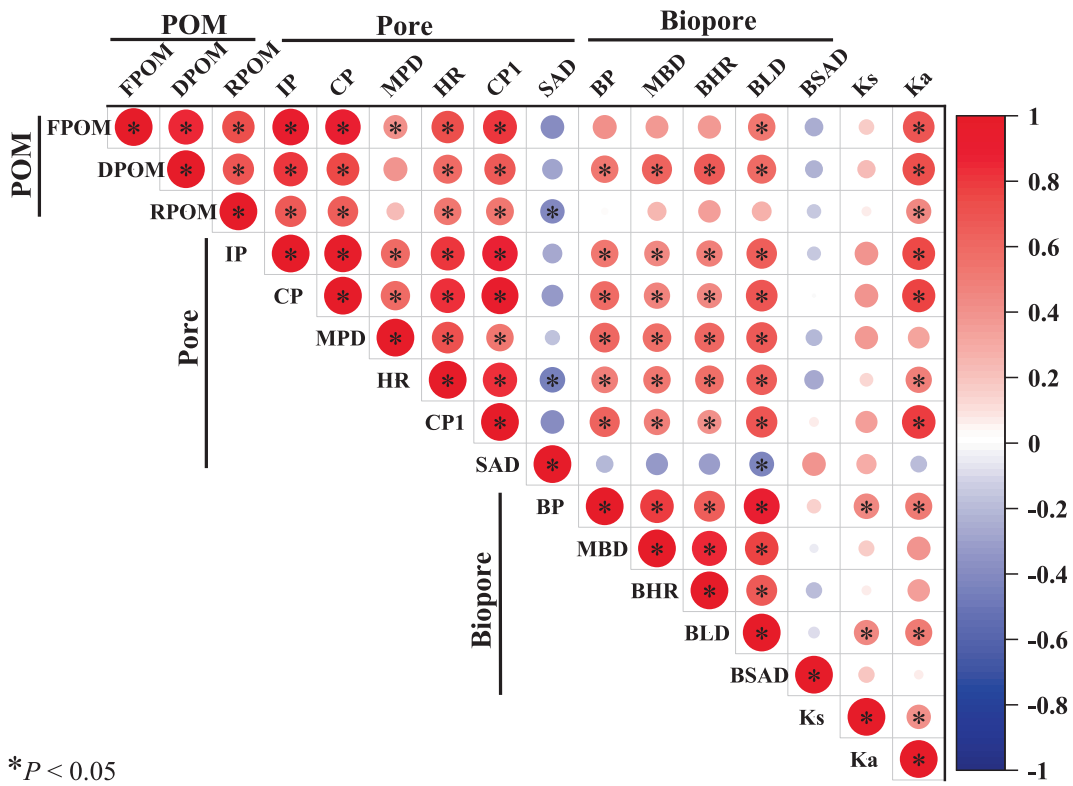 POM Pore Biopore
FPOM DPOM RPOM IP CP MPD HR CP1 SAD BP MBD BHR BLD BSAD Ks Ka
POM
Pore
Biopore
FPOM * * * * * * * * * *
DPOM * * * * * * * * * * *
RPOM * * * * * * *
IP * * * * * * * * * *
CP * * * * * * * * *
MPD * * * * * * *
HR * * * * * * * *
CP1 * * * * * *
SAD * *
BP * * * * * *
MBD * * *
BHR * *
BLD * * *
BSAD *
Ks * *
Ka *
1
0.8
0.6
0.4
0.2
0
-0.2
-0.4
-0.6
-0.8
-1
*P < 0.05